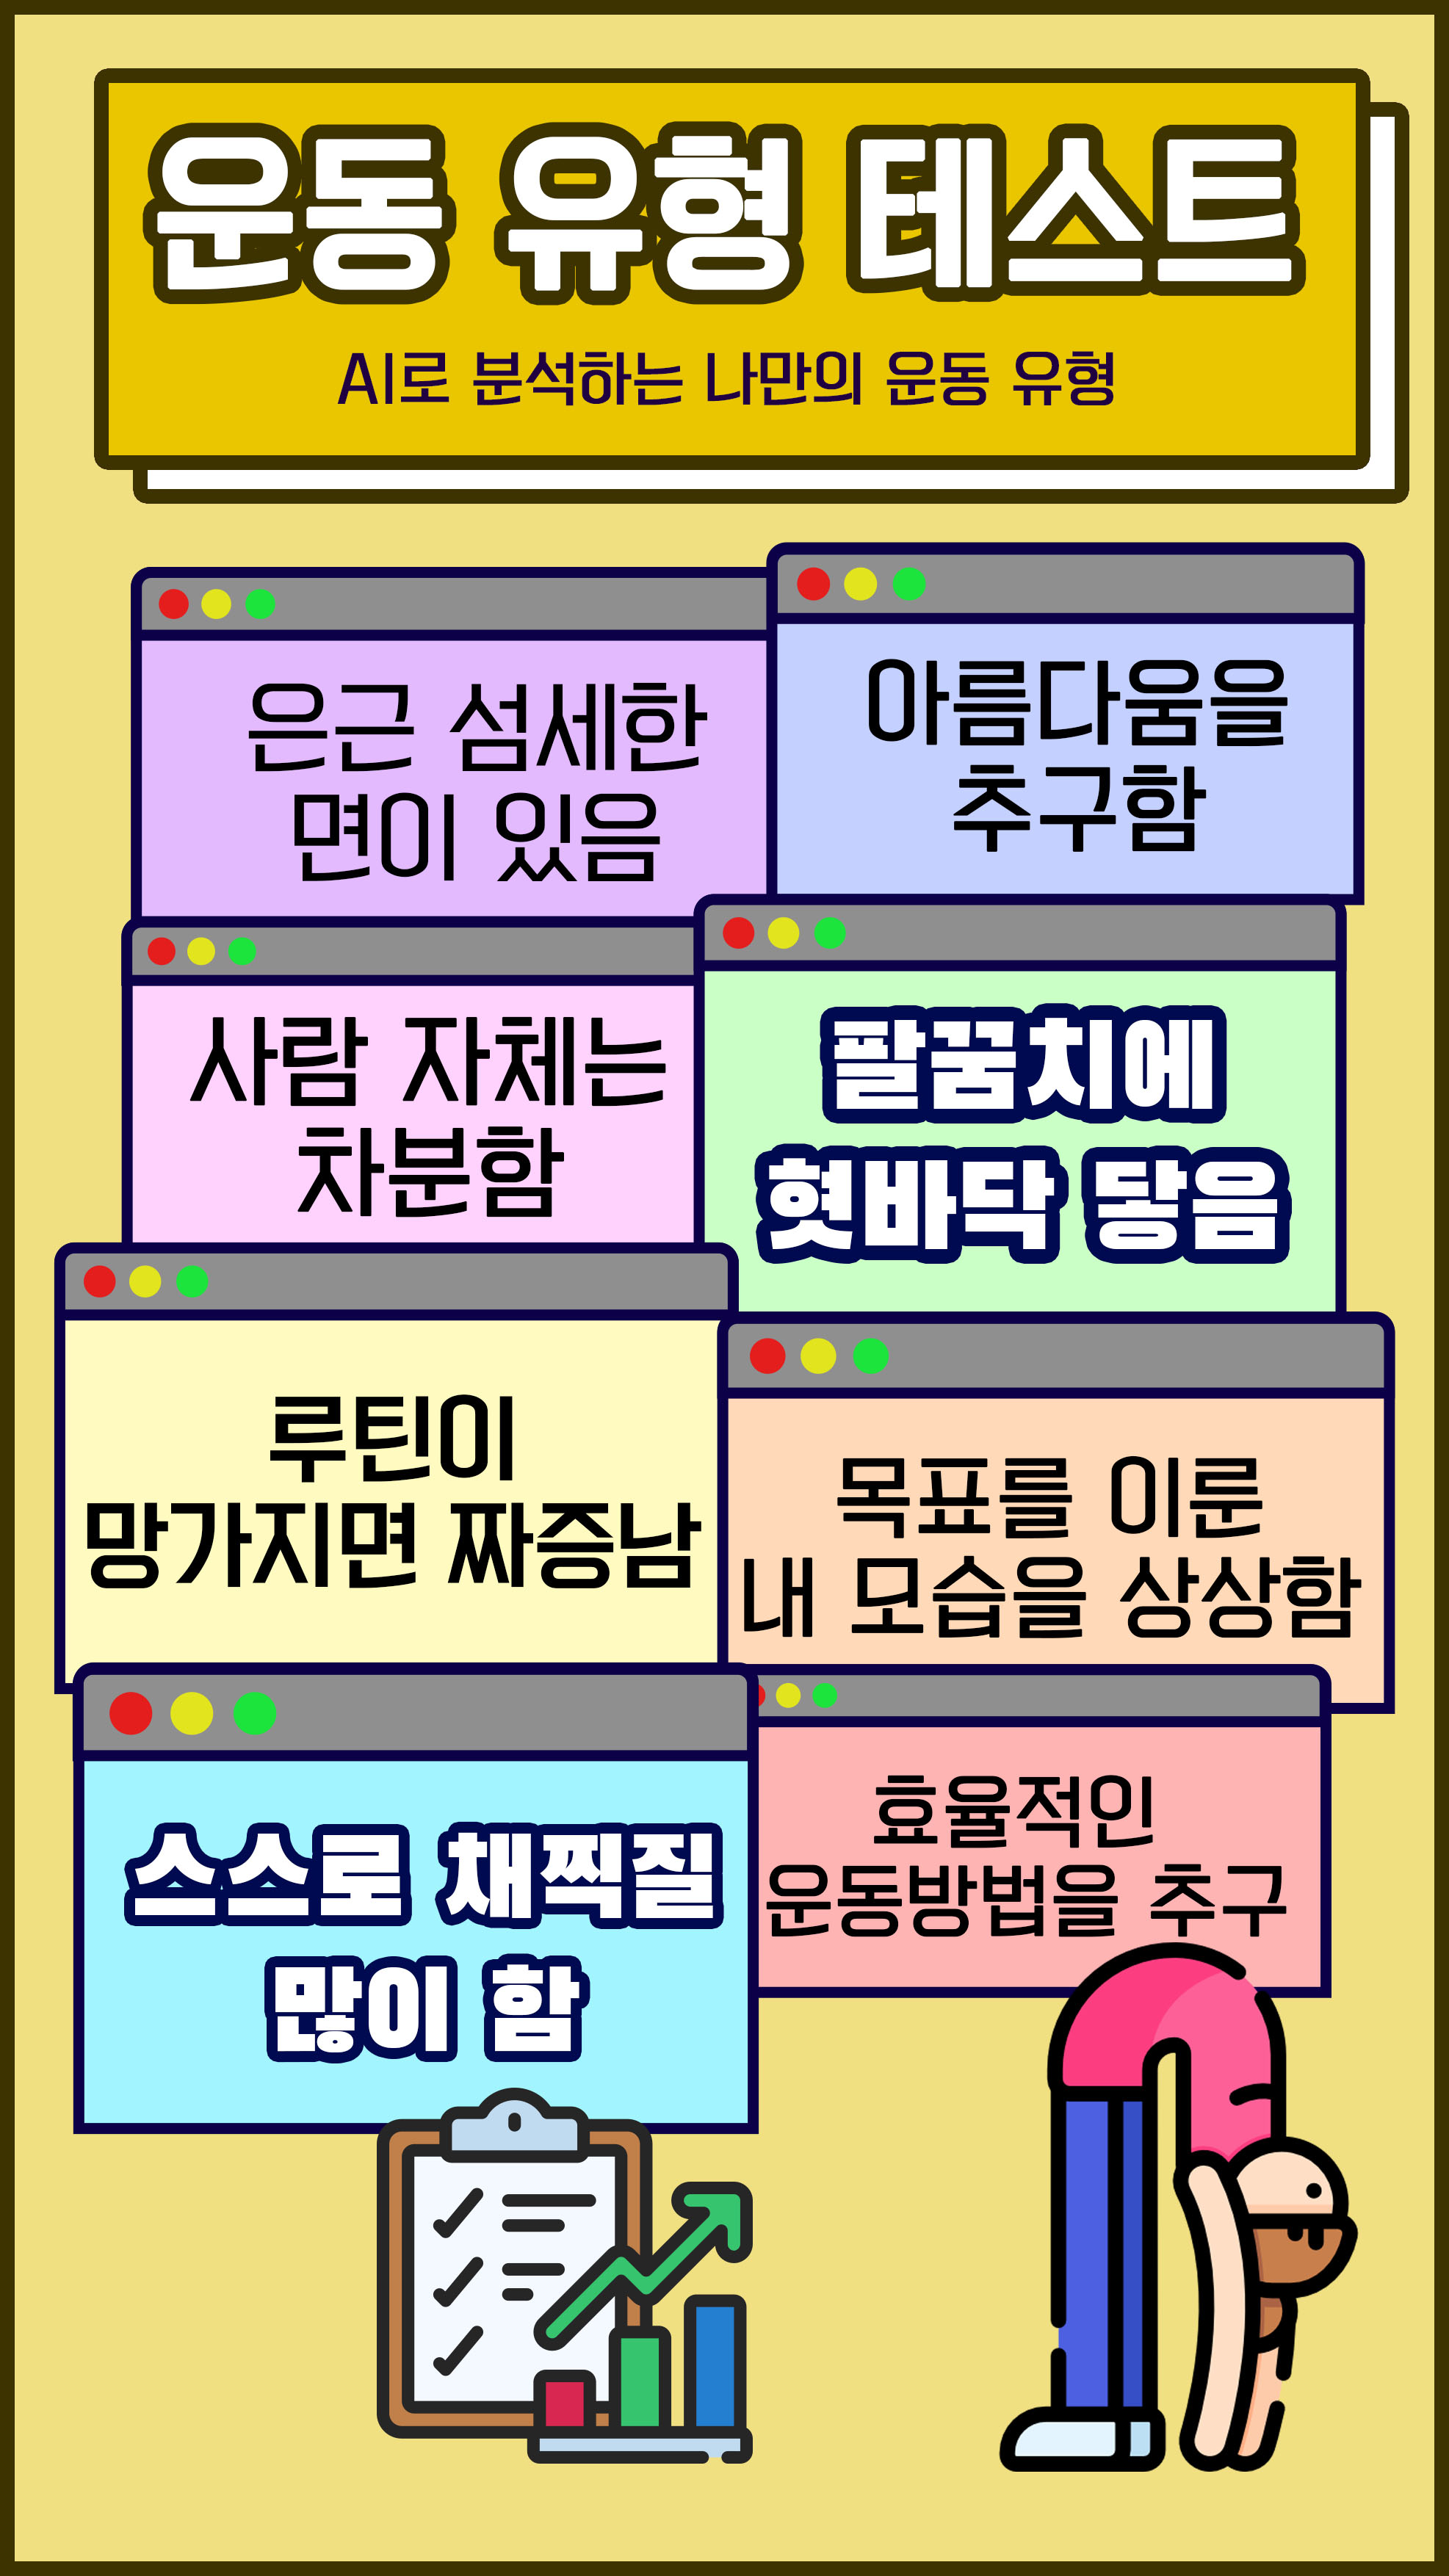 운동 유형 테스트
AI로 분석하는 나만의 운동 유형
은근 섬세한
면이 있음
아름다움을
추구함
사람 자체는
차분함
팔꿈치에
혓바닥 닿음
루틴이
망가지면 짜증남
목표를 이룬
내 모습을 상상함
스스로 채찍질
많이 함
효율적인
운동방법을 추구